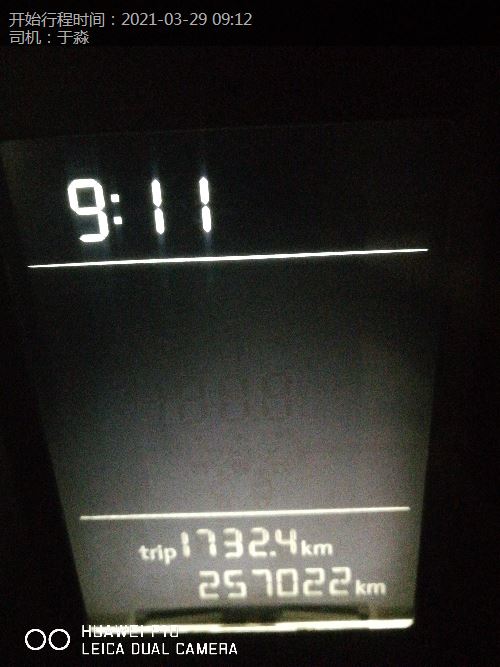 开始行程时间：2021-03-29 09:12
司机：于淼
9:11
trip 1732.4 km
257022 km
HUAWEI P10
LEICA DUAL CAMERA